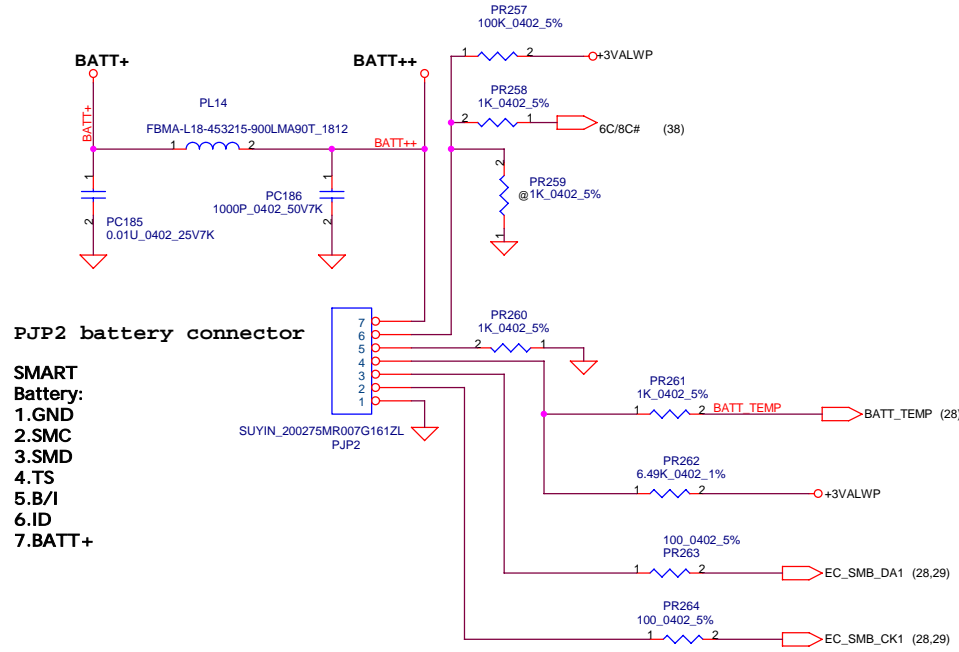 PR257
100K_0402_5%
1 2
+3VALWP
BATT+
BATT++
PR258
1K_0402_5%
2 1
6C/8C# (38)
PL14
FBMA-L18-453215-900LMA90T_1812
BATT+
1 2
BATT++
2
PR259
@1K_0402_5%
1
1
PC185
0.01U_0402_25V7K
2
1
PC186
1000P_0402_50V7K
2
PJP2 battery connector
SMART
Battery:
1.GND
2.SMC
3.SMD
4.TS
5.B/I
6.ID
7.BATT+
7
6
5
4
3
2
1
SUYIN_200275MR007G161ZL
PJP2
PR260
1K_0402_5%
2 1
PR261
1K_0402_5%
1 2
BATT_TEMP
BATT_TEMP (28)
PR262
6.49K_0402_1%
1 2
+3VALWP
100_0402_5%
PR263
1 2
EC_SMB_DA1 (28,29)
PR264
100_0402_5%
1 2
EC_SMB_CK1 (28,29)